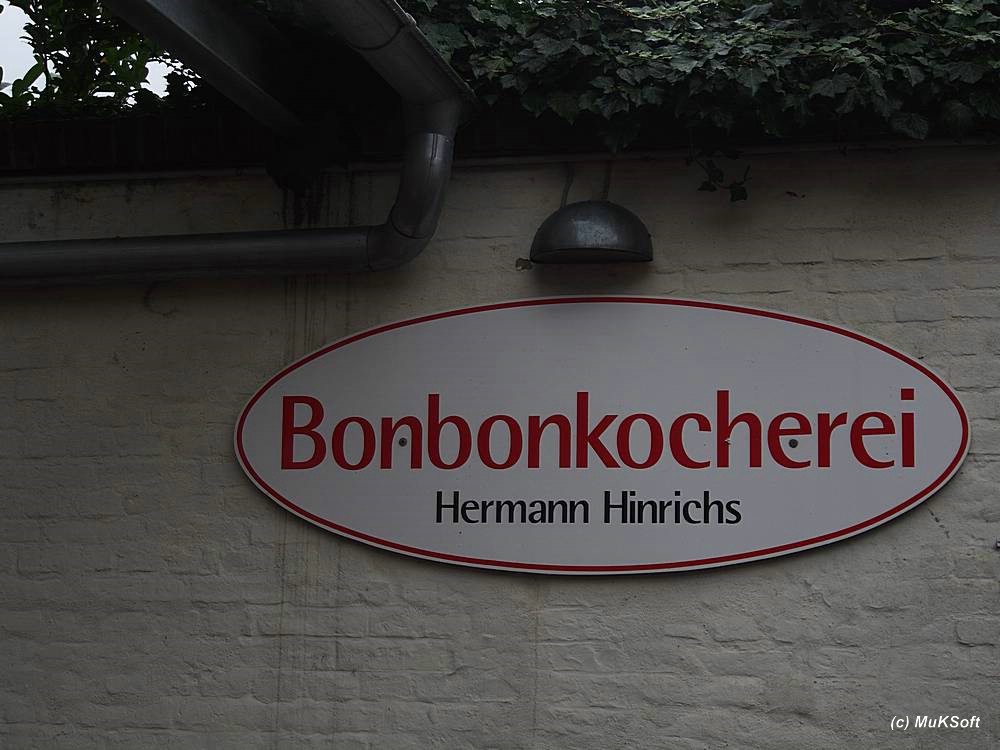 Bonbonkocherei
Hermann Hinrichs
(c) MuKSoft